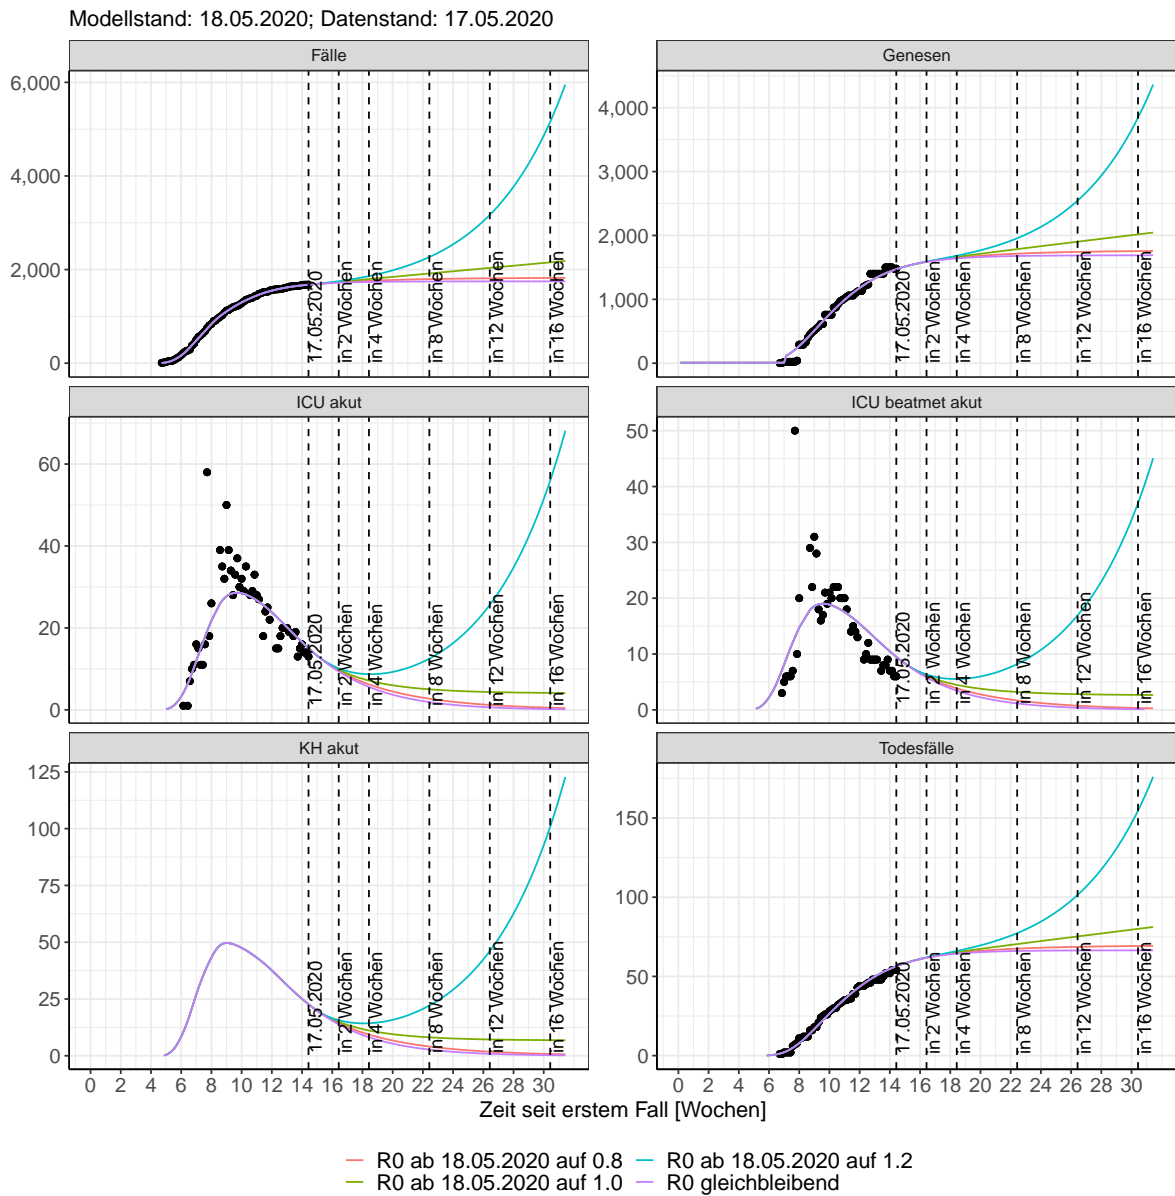 Modellstand: 18.05.2020; Datenstand: 17.05.2020
Fälle
6,000
4,000
2,000
0
17.05.2020
in 2 Wochen
in 4 Wochen
in 8 Wochen
in 12 Wochen
in 16 Wochen
Genesen
4,000
3,000
2,000
1,000
0
17.05.2020
in 2 Wochen
in 4 Wochen
in 8 Wochen
in 12 Wochen
in 16 Wochen
ICU akut
60
40
20
0
17.05.2020
in 2 Wochen
in 4 Wochen
in 8 Wochen
in 12 Wochen
in 16 Wochen
ICU beatmet akut
50
40
30
20
10
0
17.05.2020
in 2 Wochen
in 4 Wochen
in 8 Wochen
in 12 Wochen
in 16 Wochen
KH akut
125
100
75
50
25
0
17.05.2020
in 2 Wochen
in 4 Wochen
in 8 Wochen
in 12 Wochen
in 16 Wochen
0 2 4 6 8 10 12 14 16 18 20 22 24 26 28 30
Todesfälle
150
100
50
0
17.05.2020
in 2 Wochen
in 4 Wochen
in 8 Wochen
in 12 Wochen
in 16 Wochen
0 2 4 6 8 10 12 14 16 18 20 22 24 26 28 30
Zeit seit erstem Fall [Wochen]
R0 ab 18.05.2020 auf 0.8
R0 ab 18.05.2020 auf 1.2
R0 ab 18.05.2020 auf 1.0
R0 gleichbleibend